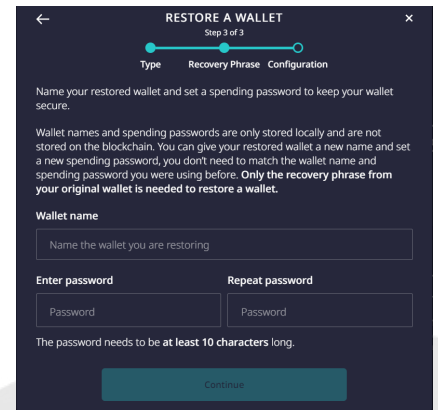 RESTORE A WALLET
Step 3 of 3
Type Recovery Phrase Configuration
Name your restored wallet and set a spending password to keep your wallet
secure.
Wallet names and spending passwords are only stored locally and are not
stored on the blockchain. You can give your restored wallet a new name and set
a new spending password, you don’t need to match the wallet name and
spending password you were using before. Only the recovery phrase from
your original wallet is needed to restore a wallet.
Wallet name
Name the wallet you are restoring
Enter password Repeat password
Password Password
The password needs to be at least 10 characters long.
Continue